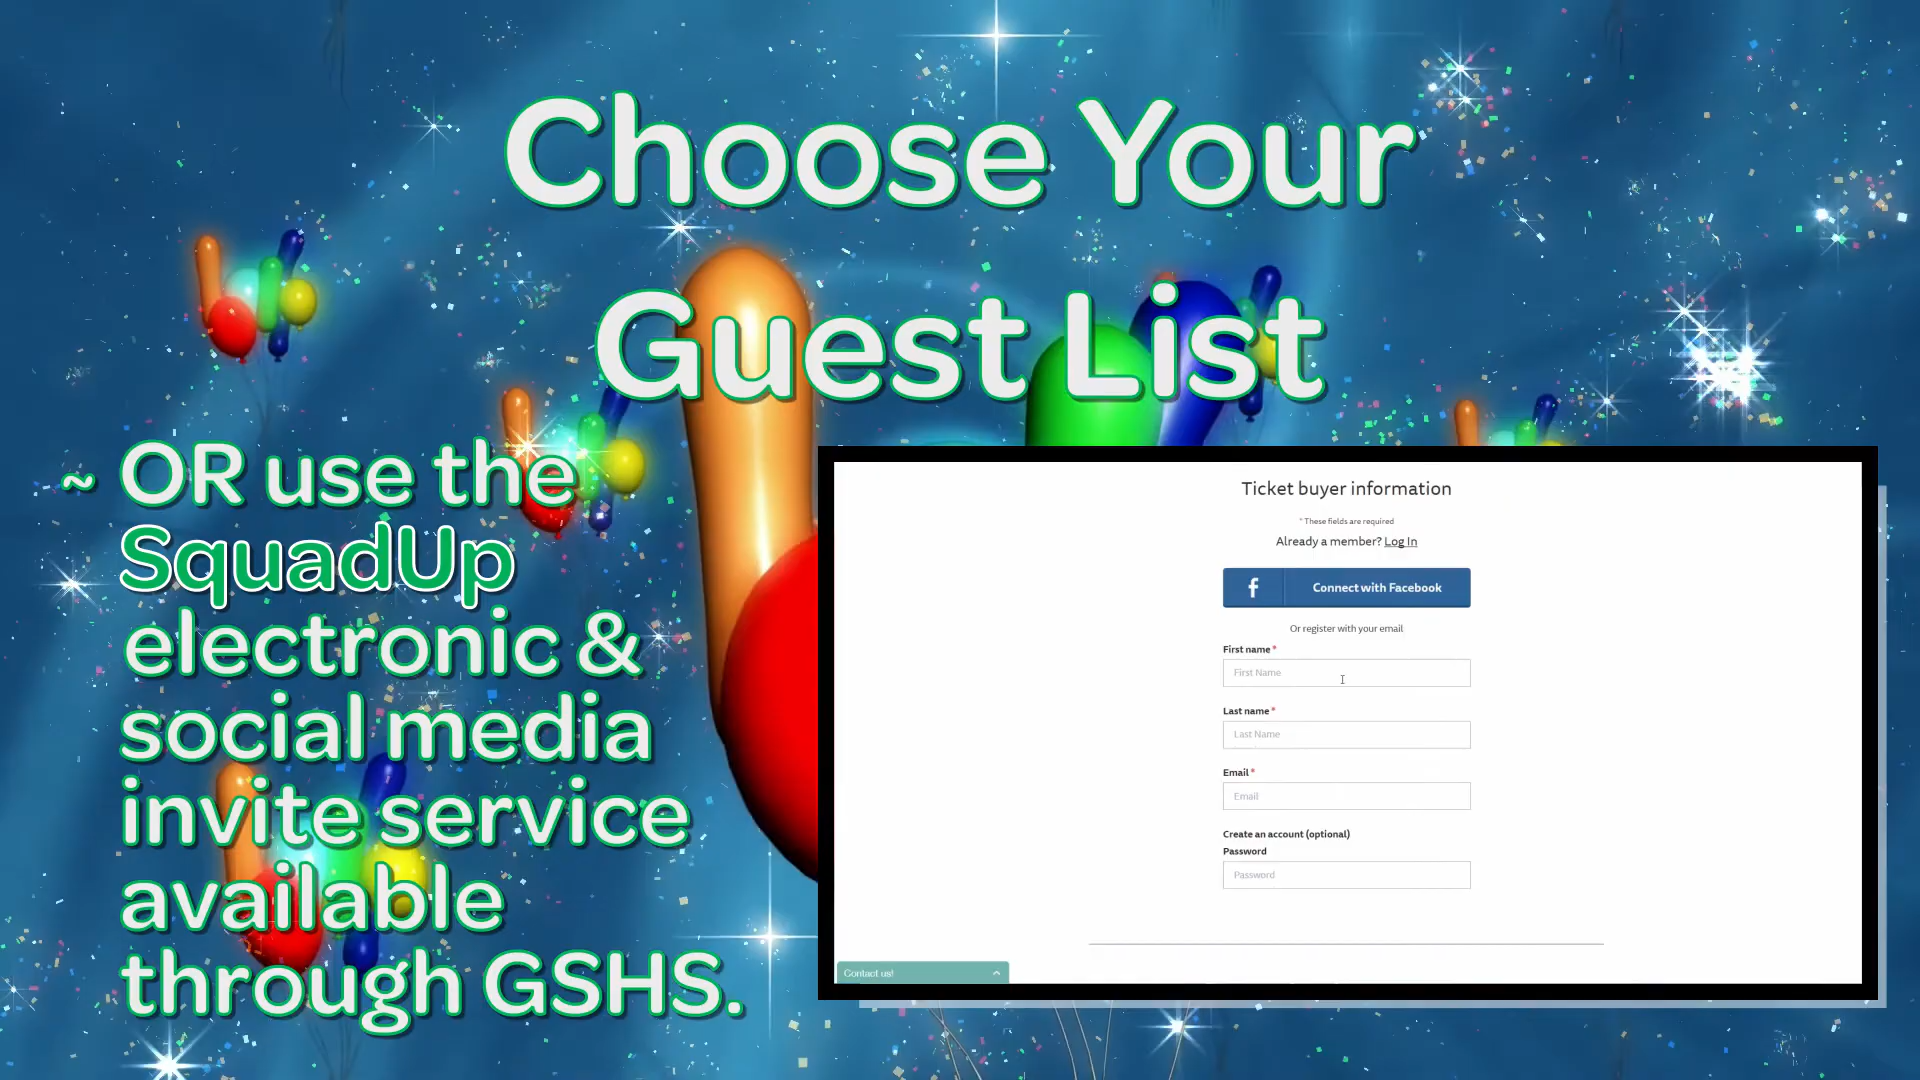 Choose Your
Guest List
~ OR use the
SquadUp
electronic &
social media
invite service
available
through GSHS.
Ticket buyer information
* These fields are required
Already a member? Log In
f Connect with Facebook
Or register with your email
First name *
First Name
Last name *
Last Name
Email *
Email
Create an account (optional)
Password
Password
Contact us!